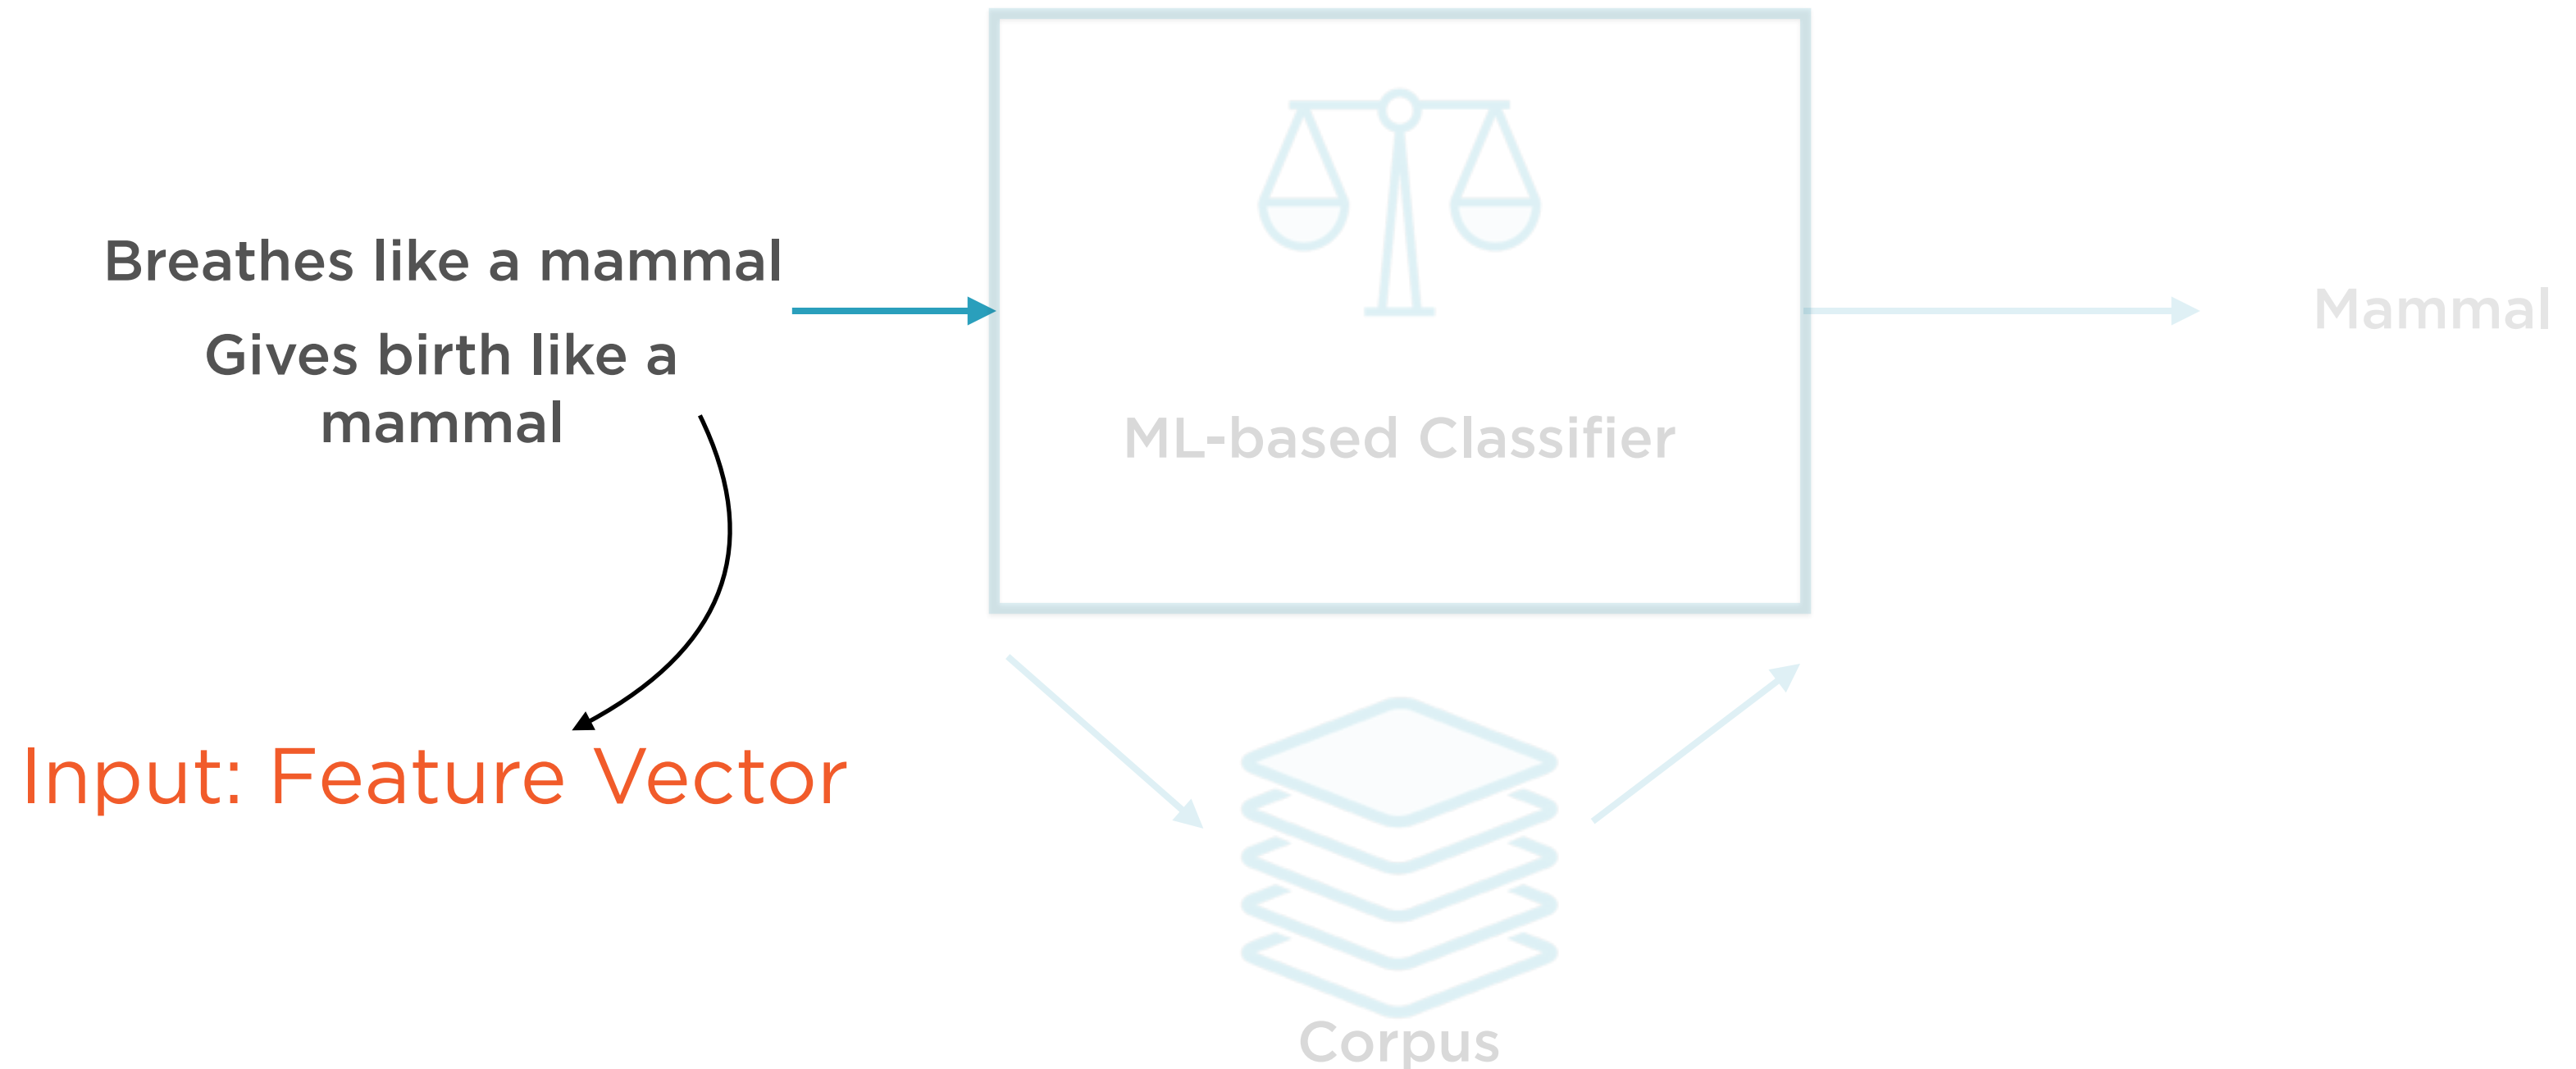 Breathes like a mammal
Gives birth like a
mammal
Input: Feature Vector
ML-based Classifier
Corpus
Mammal